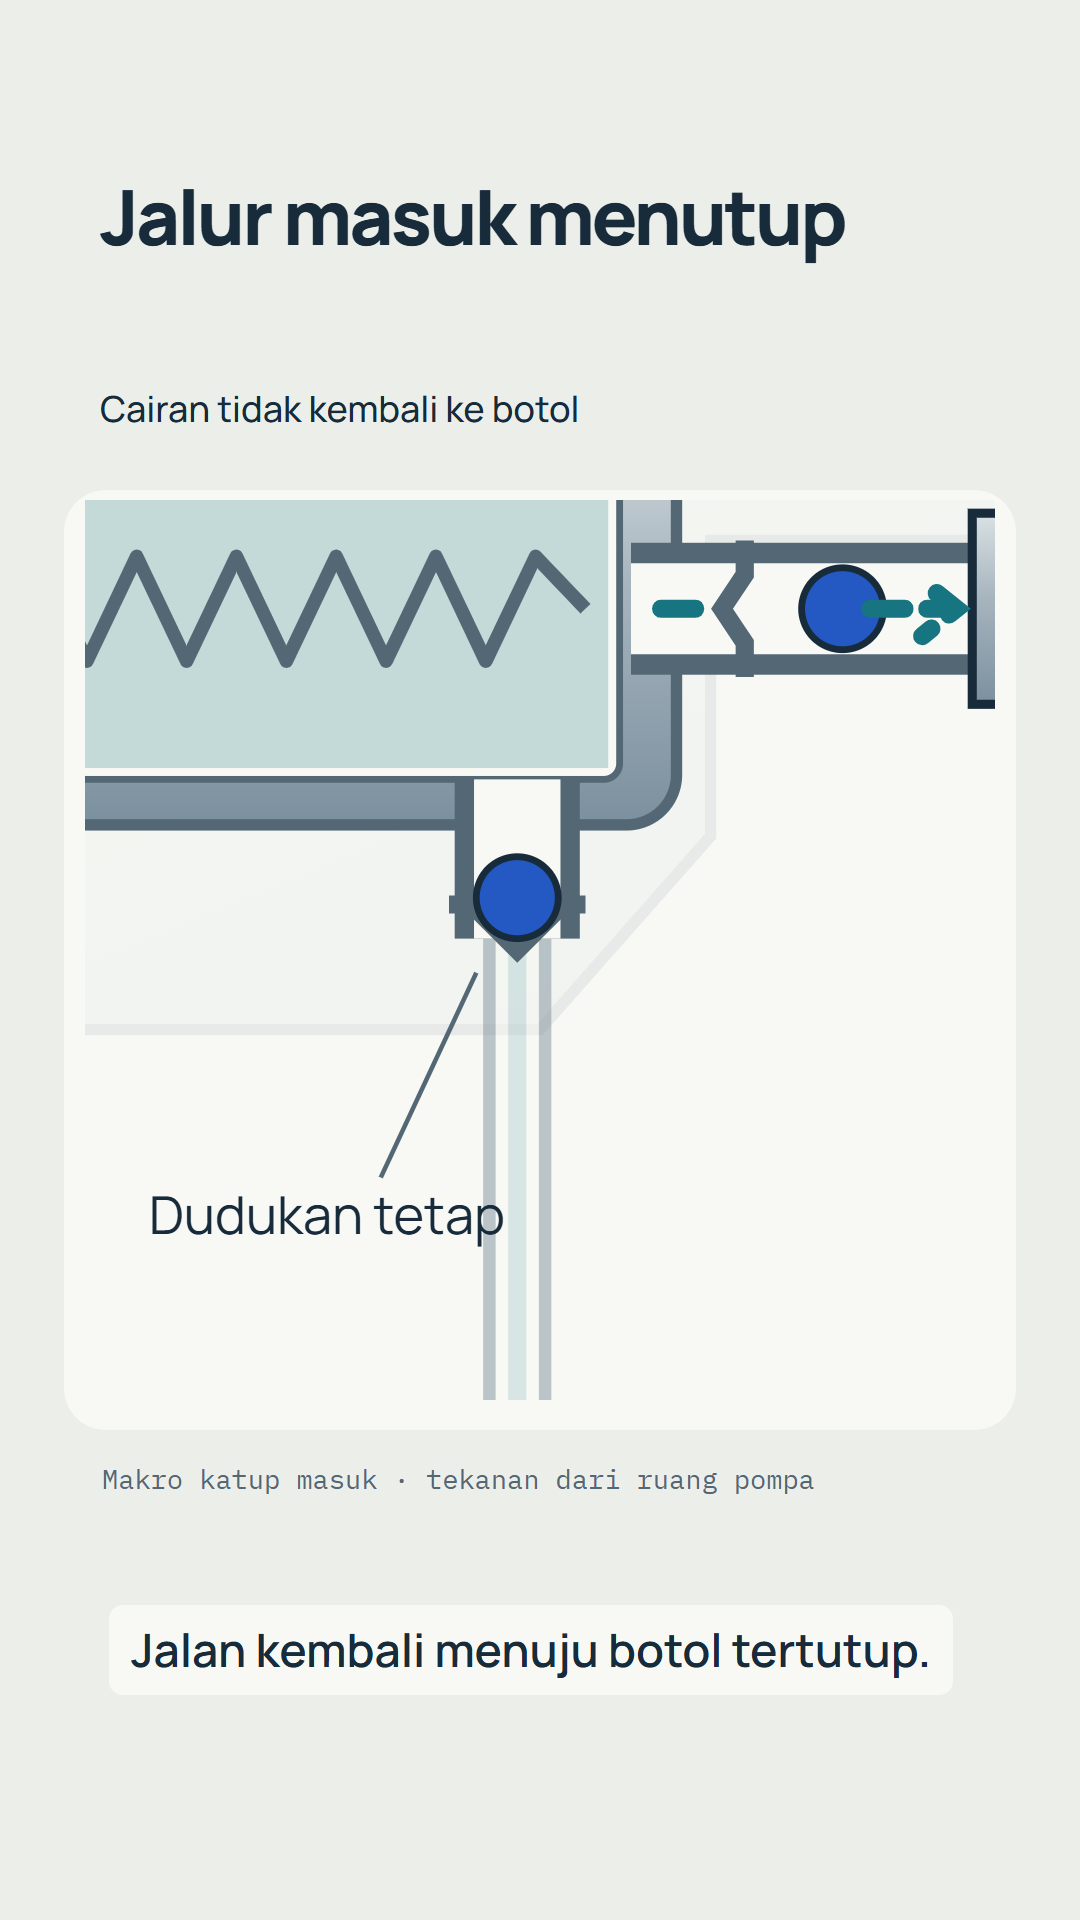 Jalur masuk menutup
Cairan tidak kembali ke botol
Dudukan tetap
Makro katup masuk · tekanan dari ruang pompa
Jalan kembali menuju botol tertutup.